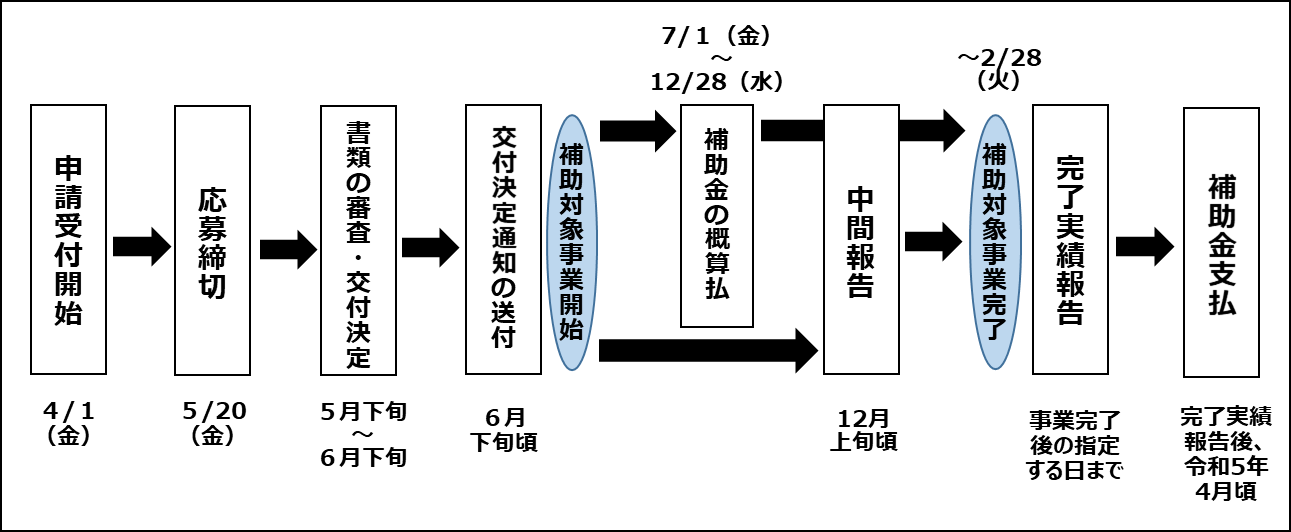 申請受付開始
４/１
（金）
応募締切
５/20
（金）
書類の審査・交付決定
５月下旬
～
６月下旬
交付決定通知の送付
６月
下旬頃
補助対象事業開始
７/１（金）
～
12/28（水）
補助金の概算払
中間報告
12月
上旬頃
～2/28
（火）
補助対象事業完了
完了実績報告
事業完了
後の指定
する日まで
補助金支払
完了実績
報告後、
令和5年
4月頃